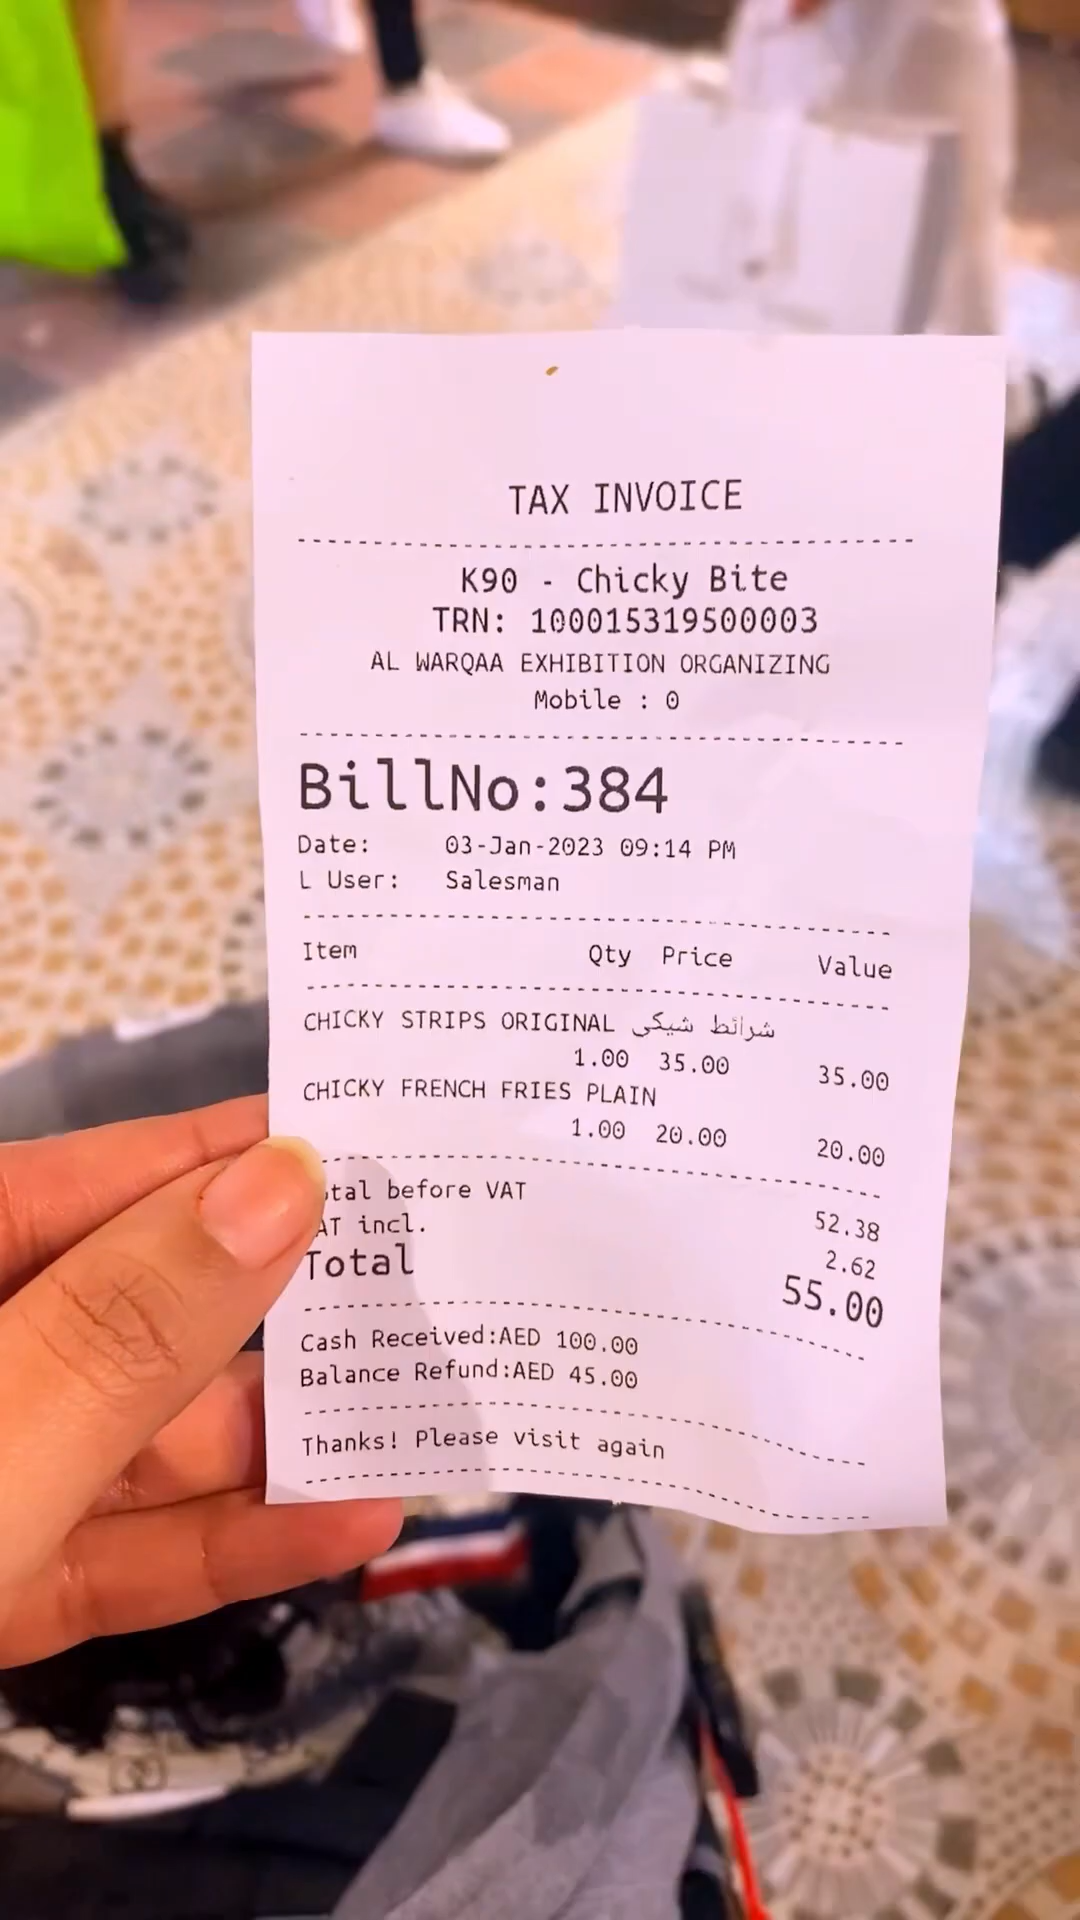 TAX INVOICE
K90 - Chicky Bite
TRN: 100015319500003
AL WARQAA EXHIBITION ORGANIZING
Mobile : 0
BillNo:384
Date: 03-Jan-2023 09:14 PM
L User: Salesman
Item Qty Price Value
CHICKY STRIPS ORIGINAL شرائط شيكى
1.00 35.00 35.00
CHICKY FRENCH FRIES PLAIN
1.00 20.00 20.00
tal before VAT 52.38
AT incl. 2.62
Total 55.00
Cash Received:AED 100.00
Balance Refund:AED 45.00
Thanks! Please visit again